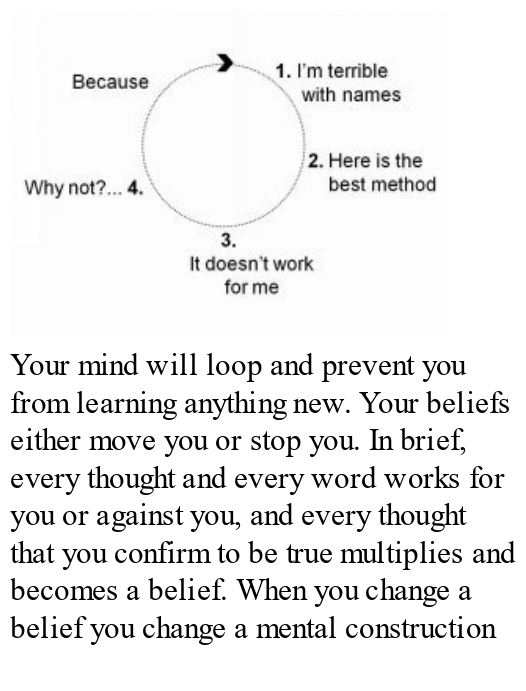 Because
1. I'm terrible
with names
2. Here is the
best method
3.
It doesn't work
for me
Why not?... 4.
Your mind will loop and prevent you
from learning anything new. Your beliefs
either move you or stop you. In brief,
every thought and every word works for
you or against you, and every thought
that you confirm to be true multiplies and
becomes a belief. When you change a
belief you change a mental construction